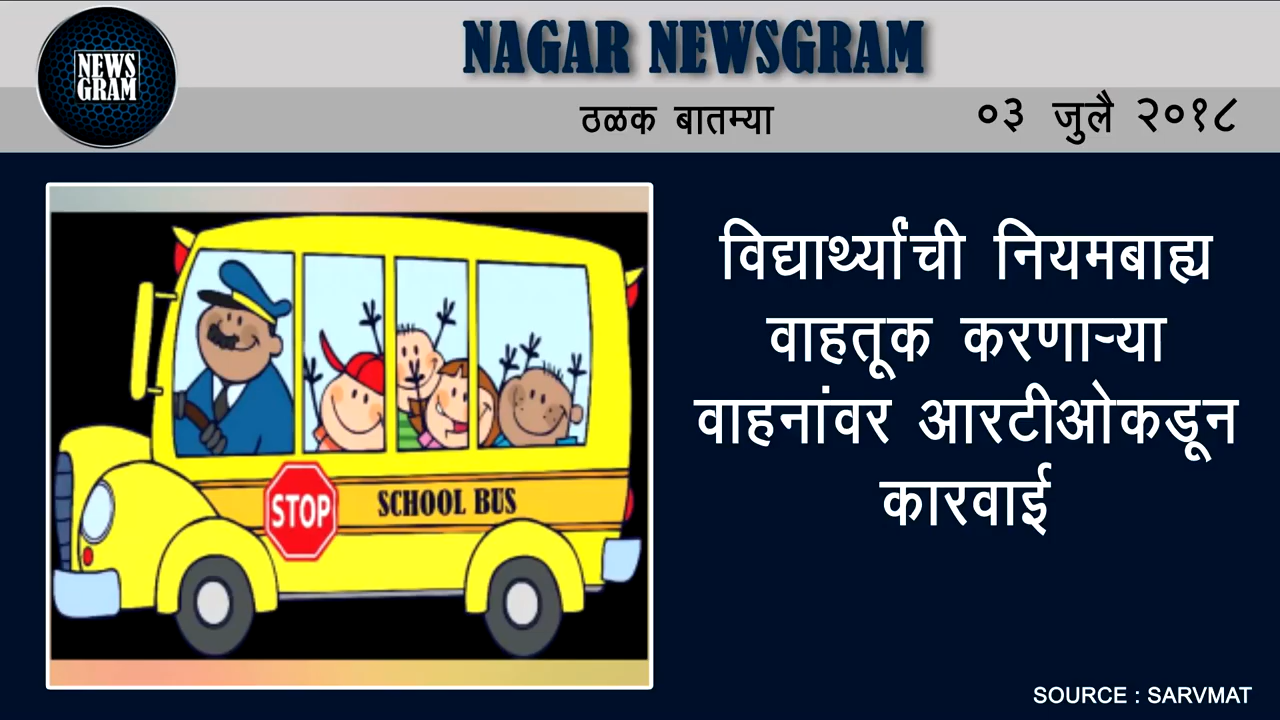 NEWS
GRAM
NAGAR NEWSGRAM
ठळक बातम्या
०३ जुलै २०१८
विद्यार्थ्यांची नियमबाह्य
वाहतूक करणाऱ्या
वाहनांवर आरटीओकडून
कारवाई
STOP
SCHOOL BUS
SOURCE : SARVMAT